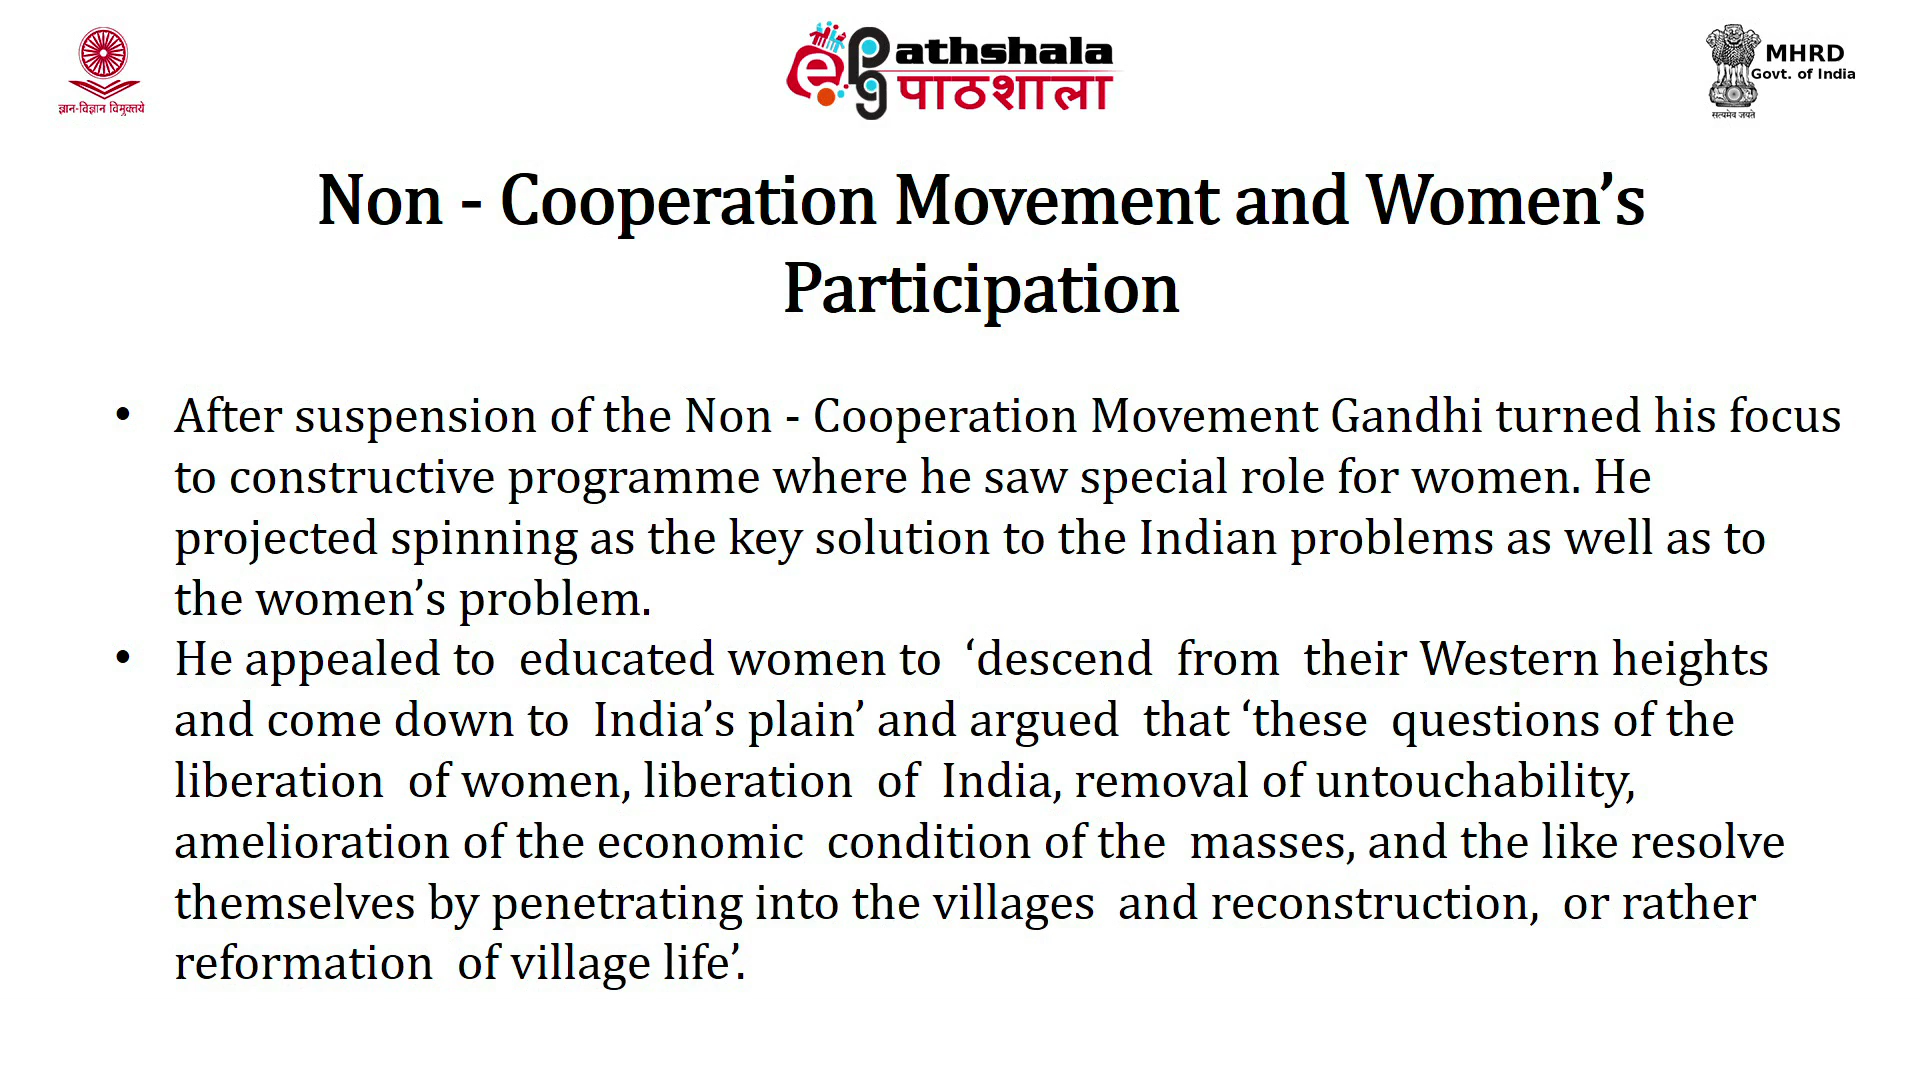 ज्ञान-विज्ञान विमुक्तये
e Pg athshala
पाठशाला
MHRD
Govt. of India
सत्यमेव जयते
Non - Cooperation Movement and Women’s
Participation
• After suspension of the Non - Cooperation Movement Gandhi turned his focus
to constructive programme where he saw special role for women. He
projected spinning as the key solution to the Indian problems as well as to
the women’s problem.
• He appealed to  educated women to  ‘descend  from  their Western heights
and come down to  India’s plain’ and argued  that ‘these  questions of the
liberation  of women, liberation  of  India, removal of untouchability,
amelioration of the economic  condition of the  masses, and the like resolve
themselves by penetrating into the villages  and reconstruction,  or rather
reformation  of village life’.